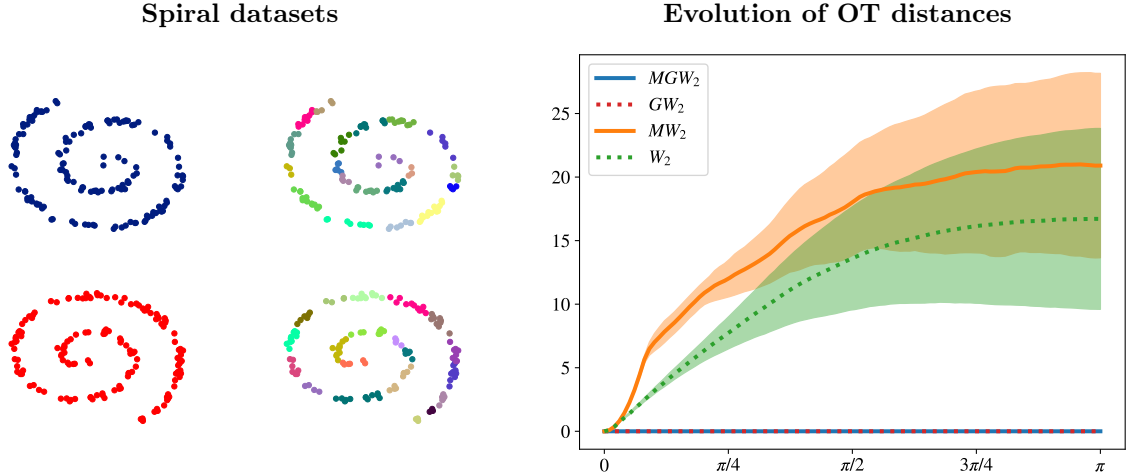 Spiral datasets
Evolution of OT distances
MGW₂
GW₂
MW₂
W₂
25
20
15
10
5
0
0
π/4
π/2
3π/4
π